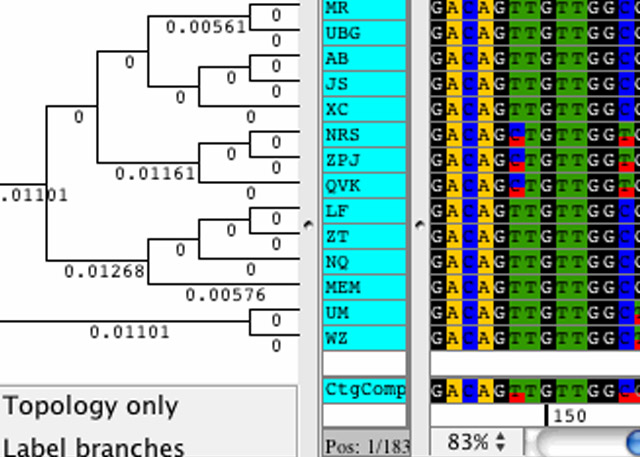 0
0.00561
0
0
0
0
0
0
0
0
0
0
0
0.01161
0
.01101
0
0
0
0
0
0.01268
0.00576
0
0.01101
0
MR GACAGTTGTTGGC
UBG GACAGTTGTTGGC
AB GACAGTTGTTGGC
JS GACAGTTGTTGGC
XC GACAGTTGTTGGC
NRS GACAGCTGTTGGT
ZPJ GACAGCTGTTGGT
QVK GACAGCTGTTGGT
LF GACAGTTGTTGGC
ZT GACAGTTGTTGGC
NQ GACAGTTGTTGGC
MEM GACAGTTGTTGGC
UM GACAGTTGTTGGC
WZ GACAGTTGTTGGC
CtgComp GACAGTTGTTGGC
150
Topology only
Label branches
Pos: 1/183
83%